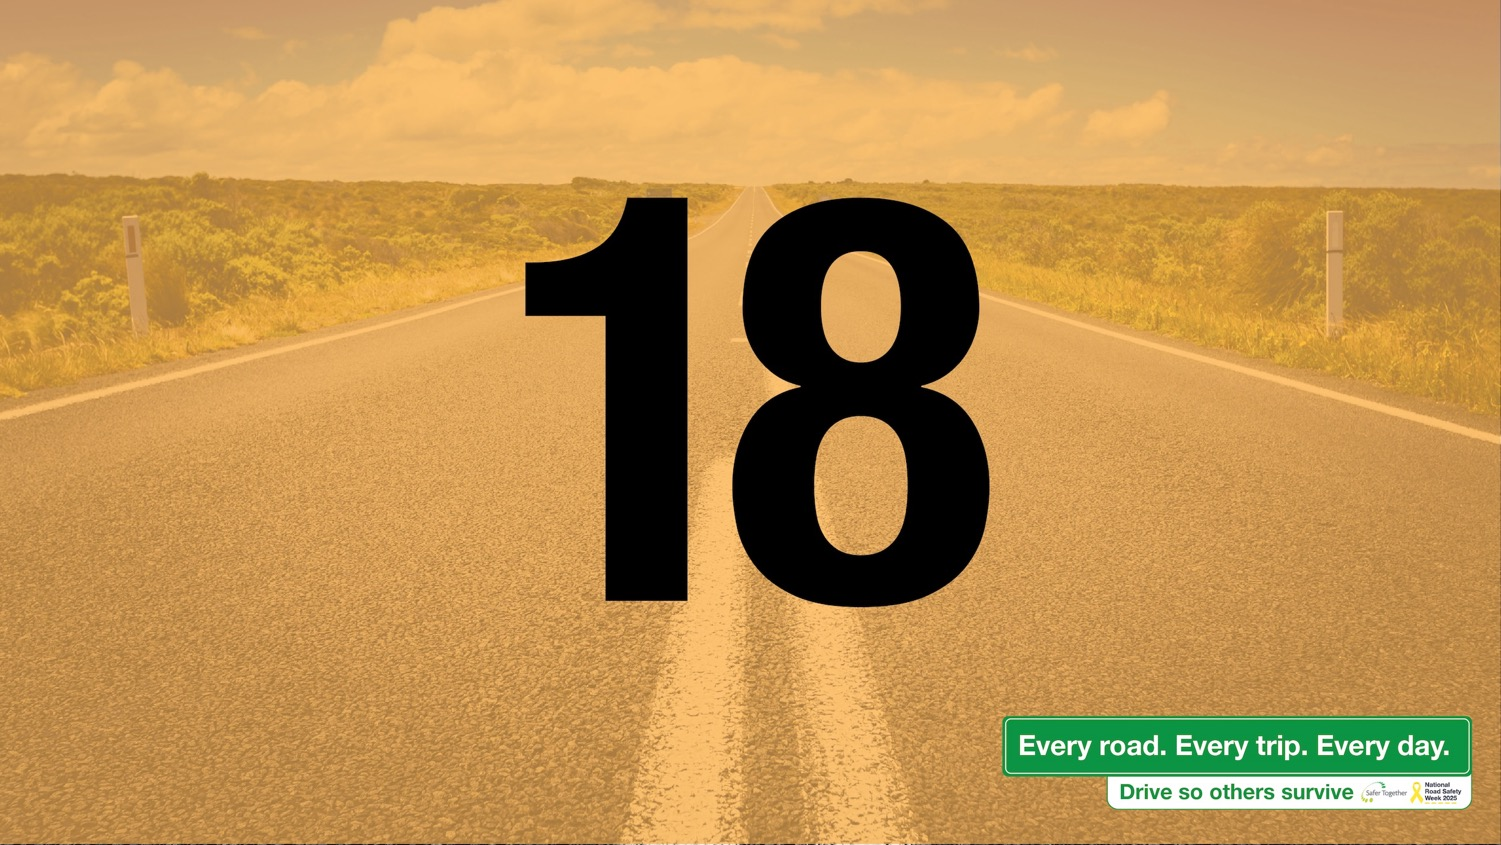 18
Every road. Every trip. Every day.
Drive so others survive
Safer Together
National
Road Safety
Week 2025